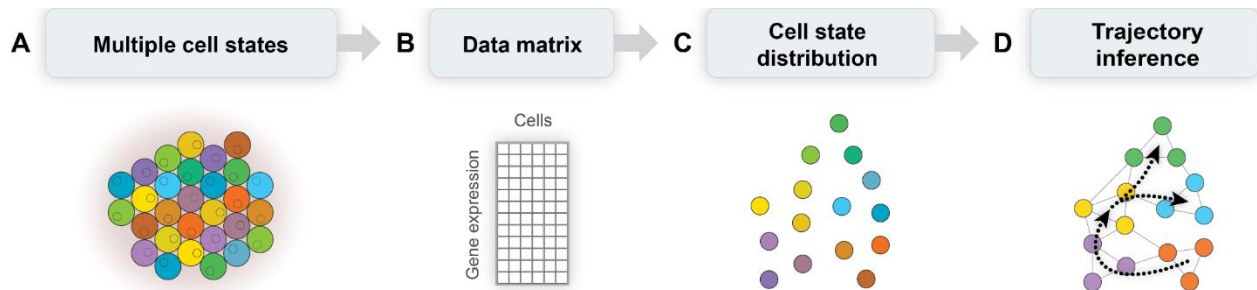 A
Multiple cell states
B
Data matrix
C
Cell state
distribution
D
Trajectory
inference
Cells
Gene expression